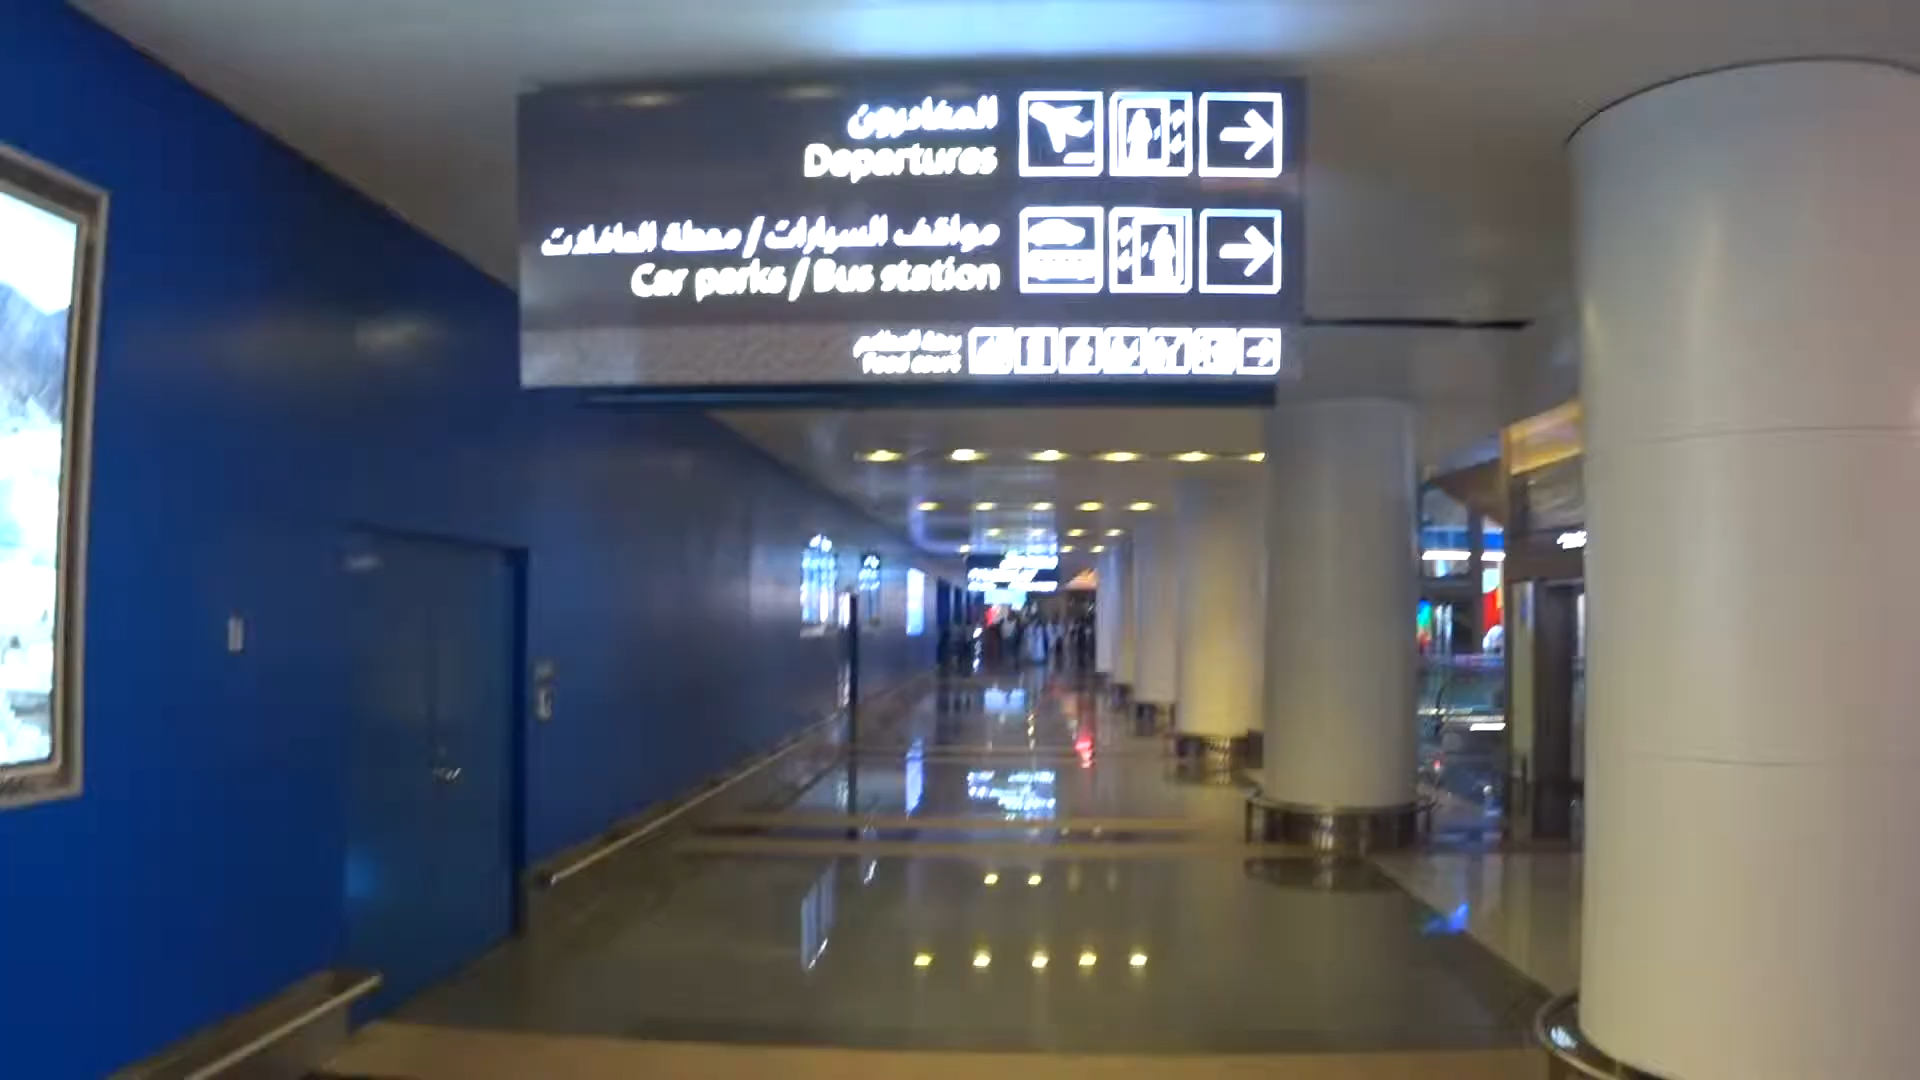 المغادرون
Departures
مواقف السيارات / محطة الحافلات
Car parks / Bus station
ردهة المطاعم
Food court